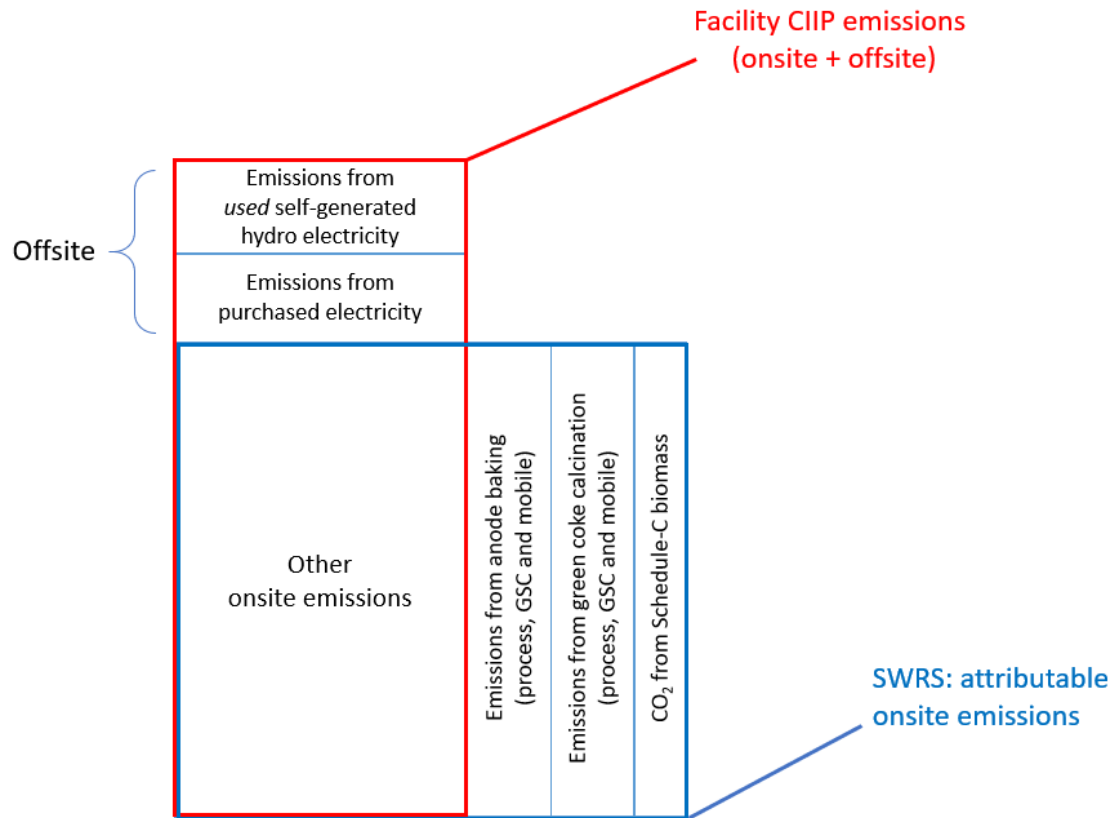 Facility CIIP emissions
(onsite + offsite)
Emissions from
used self-generated
hydro electricity
Offsite
Emissions from
purchased electricity
Other
onsite emissions
Emissions from anode baking
(process, GSC and mobile)
Emissions from green coke calcination
(process, GSC and mobile)
CO₂ from Schedule-C biomass
SWRS: attributable
onsite emissions